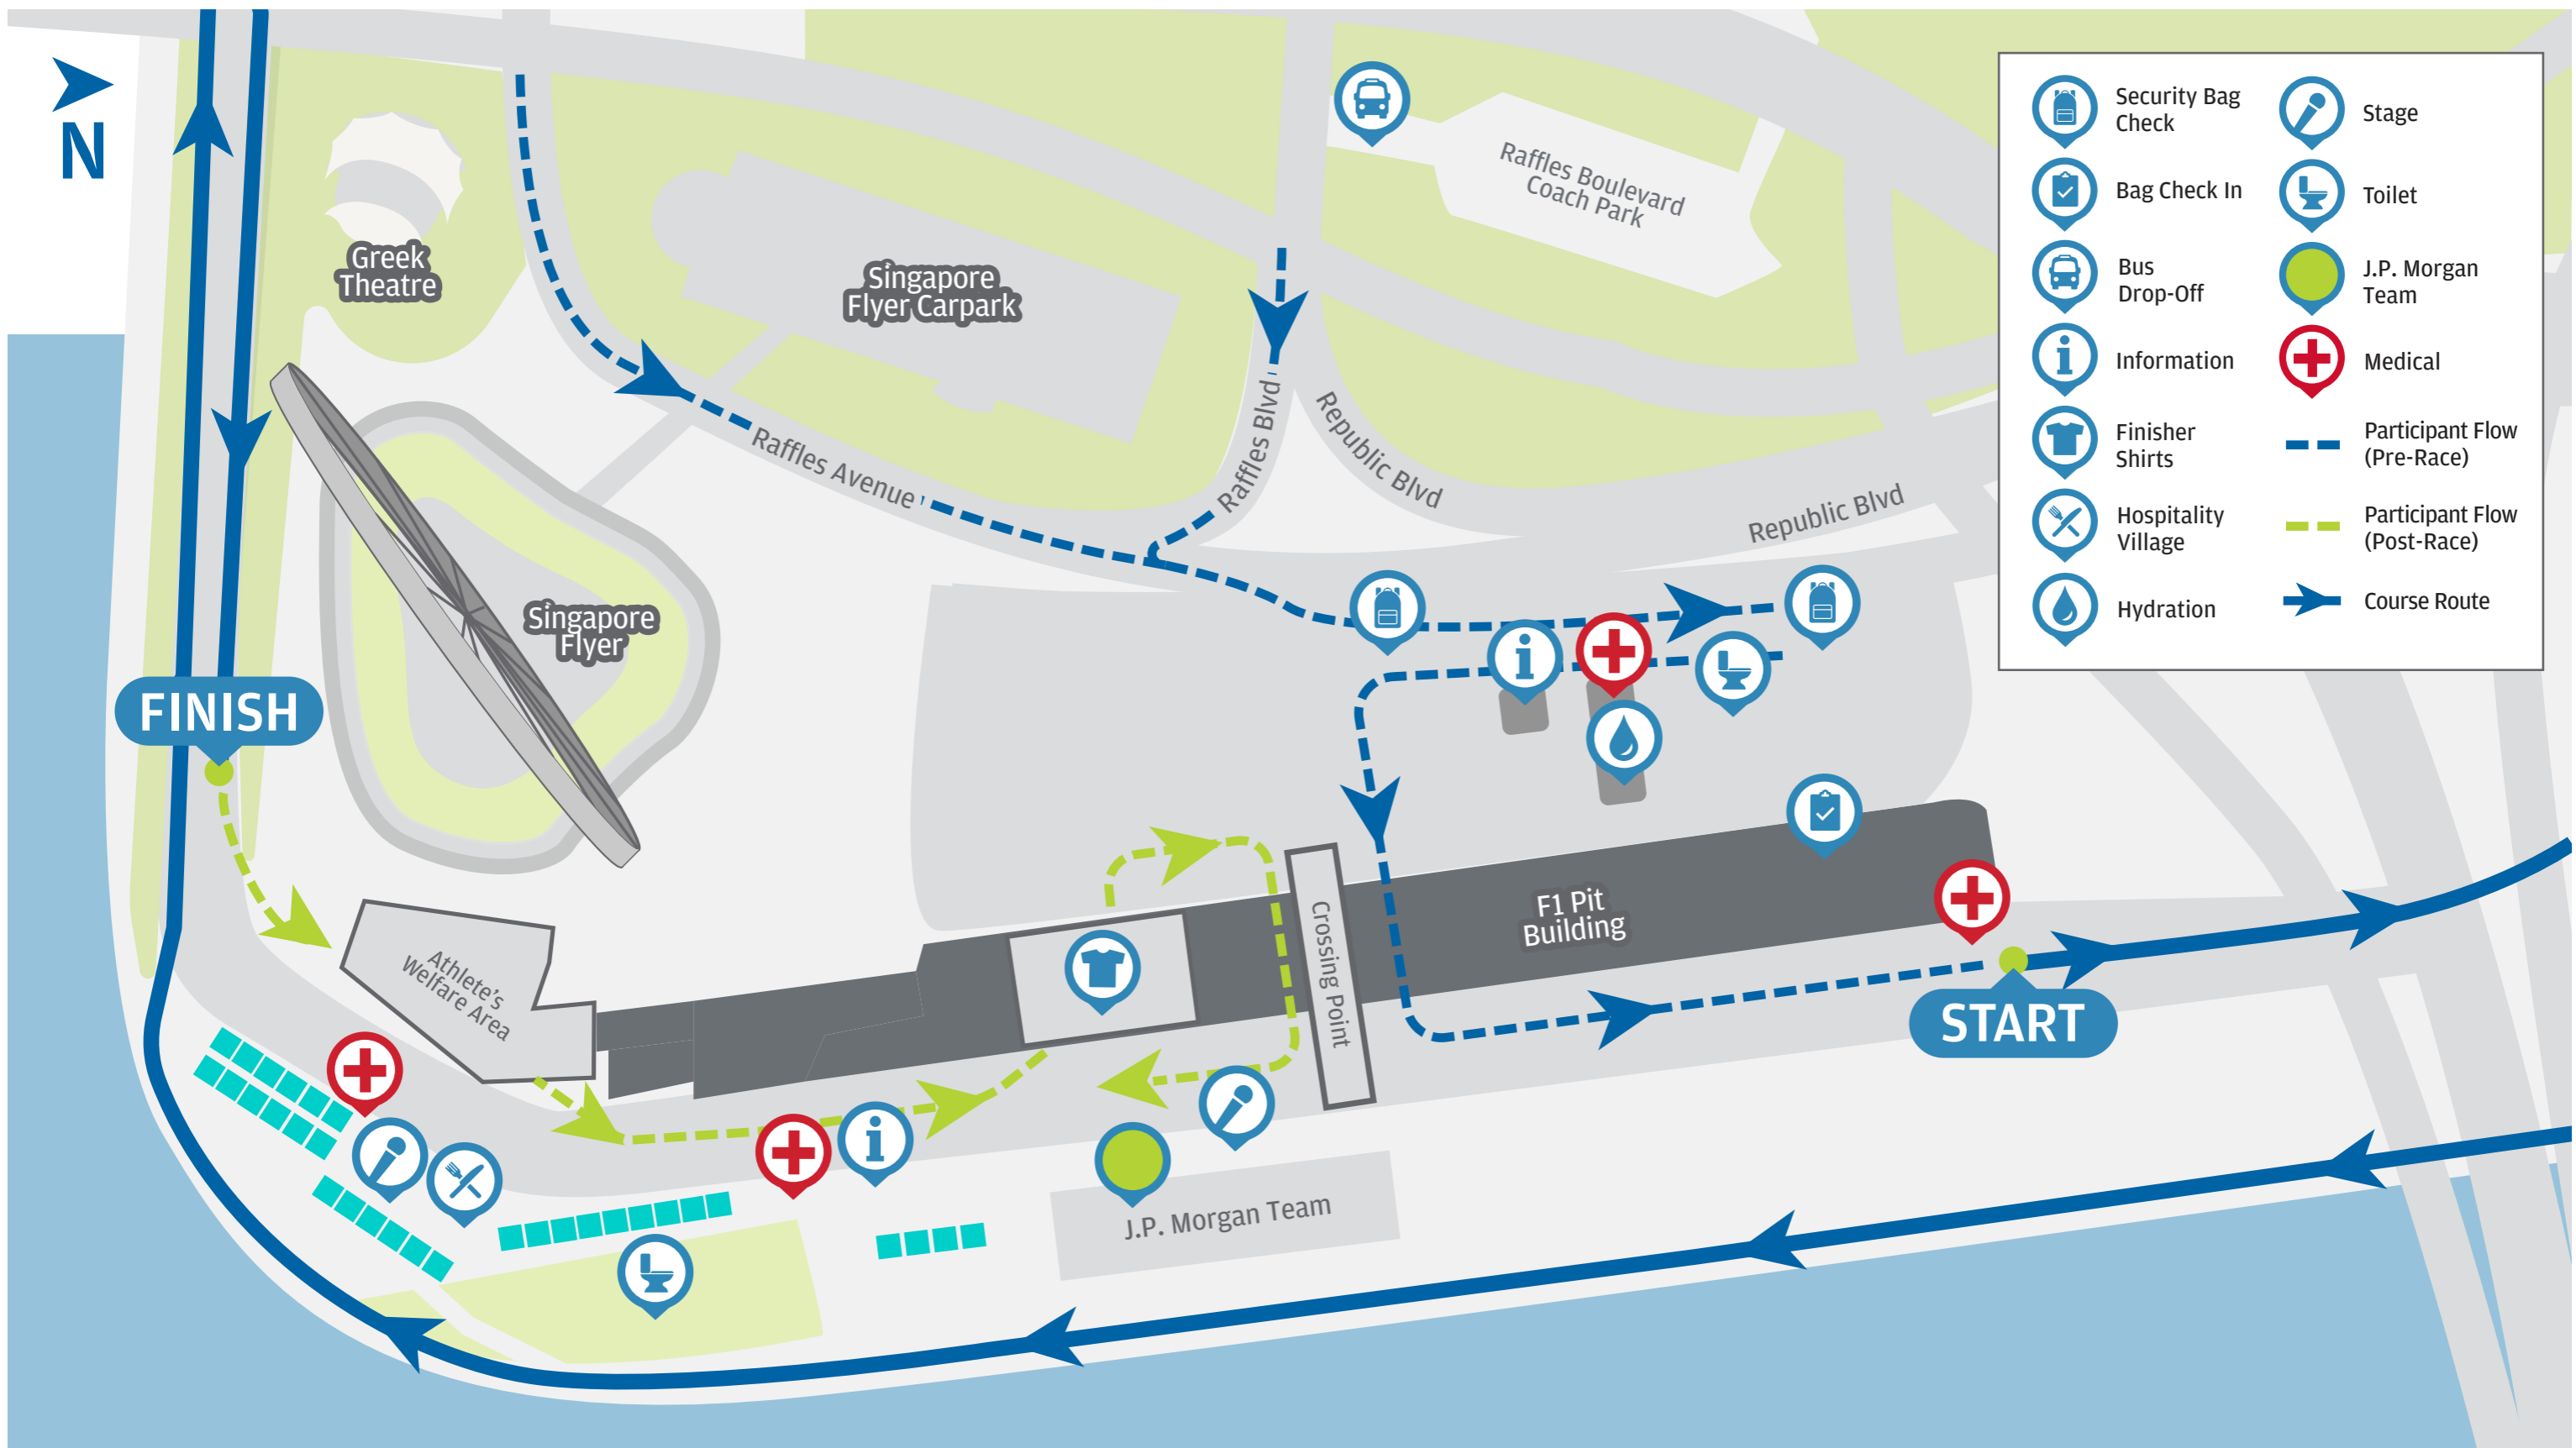 N
Greek
Theatre
Singapore
Flyer Carpark
Raffles Boulevard
Coach Park
Raffles Avenue
Raffles Blvd
Republic Blvd
Republic Blvd
Singapore
Flyer
FINISH
Athlete's
Welfare Area
Crossing Point
F1 Pit
Building
START
J.P. Morgan Team
Security Bag
Check
Bag Check In
Bus
Drop-Off
Information
Finisher
Shirts
Hospitality
Village
Hydration
Stage
Toilet
J.P. Morgan
Team
Medical
Participant Flow
(Pre-Race)
Participant Flow
(Post-Race)
Course Route